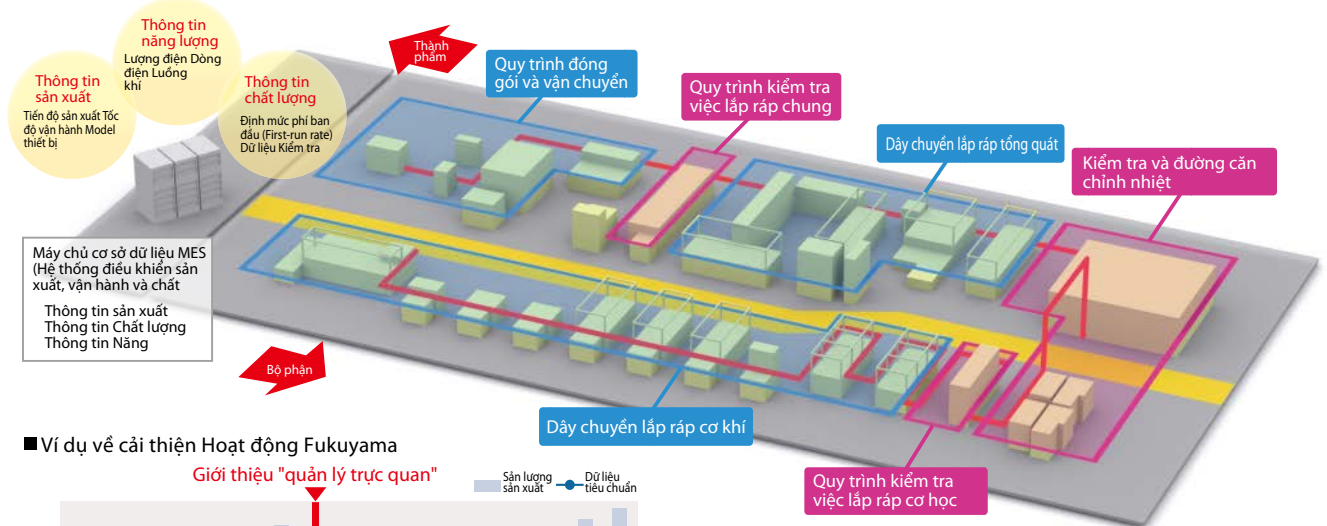 Thông tin
năng lượng
Lượng điện Dòng
điện Luồng
khí
Thông tin
sản xuất
Tiến độ sản xuất Tốc
độ vận hành Model
thiết bị
Thông tin
chất lượng
Định mức phí ban
đầu (First-run rate)
Dữ liệu Kiểm tra
Thành
phẩm
Quy trình đóng
gói và vận chuyển
Quy trình kiểm tra
việc lắp ráp chung
Dây chuyền lắp ráp tổng quát
Kiểm tra và đường căn
chỉnh nhiệt
Máy chủ cơ sở dữ liệu MES
(Hệ thống điều khiển sản
xuất, vận hành và chất
Thông tin sản xuất
Thông tin Chất lượng
Thông tin Năng
Bộ phận
Dây chuyền lắp ráp cơ khí
Quy trình kiểm tra
việc lắp ráp cơ học
■ Ví dụ về cải thiện Hoạt động Fukuyama
Giới thiệu "quản lý trực quan"
Sản lượng
sản xuất
Dữ liệu
tiêu chuẩn